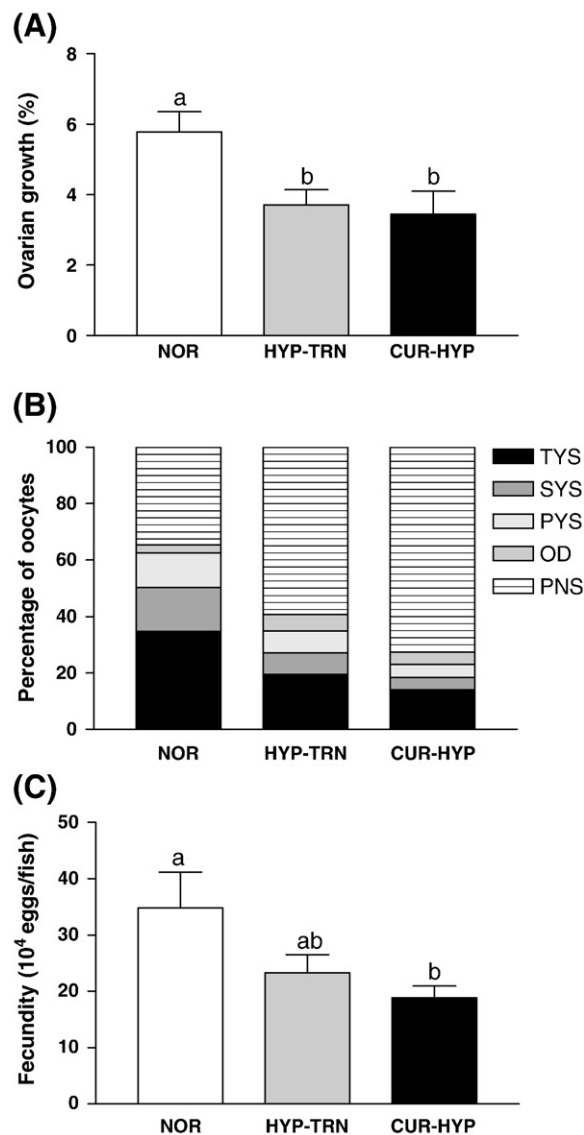 (A)
Ovarian growth (%)
8
6
4
2
0
a
b
b
NOR
HYP-TRN
CUR-HYP
(B)
Percentage of oocytes
100
80
60
40
20
0
TYS
SYS
PYS
OD
PNS
NOR
HYP-TRN
CUR-HYP
(C)
Fecundity (10⁴ eggs/fish)
50
40
30
20
10
0
a
ab
b
NOR
HYP-TRN
CUR-HYP